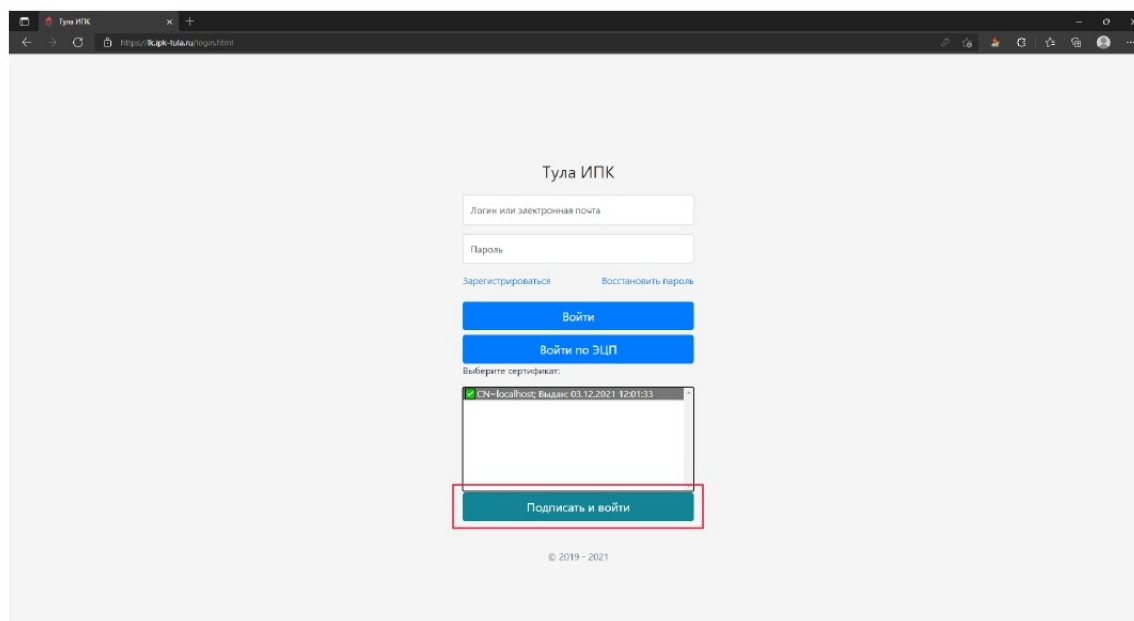 Тула ИПК
https://lk.ipk-tula.ru/login.html
Тула ИПК
Логин или электронная почта
Пароль
Зарегистрироваться Восстановить пароль
Войти
Войти по ЭЦП
Выберите сертификат:
CN=localhost; Выдан: 03.12.2021 12:01:33
Подписать и войти
© 2019 - 2021